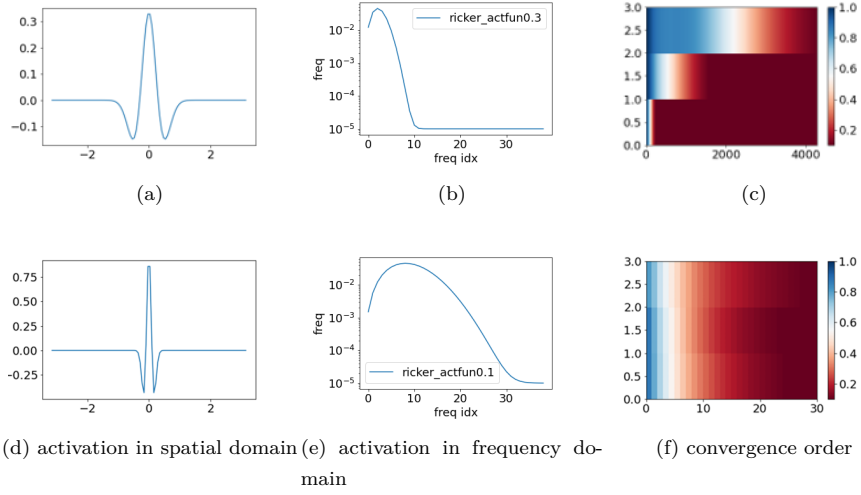 0.3
0.2
0.1
0.0
−0.1
−2 0 2
(a)
10⁻²
10⁻³
10⁻⁴
10⁻⁵
freq
ricker_actfun0.3
0 10 20 30
freq idx
(b)
3.0
2.5
2.0
1.5
1.0
0.5
0.0
0 2000 4000
1.0
0.8
0.6
0.4
0.2
(c)
0.75
0.50
0.25
0.00
−0.25
−2 0 2
(d) activation in spatial domain
10⁻²
10⁻³
10⁻⁴
10⁻⁵
freq
ricker_actfun0.1
0 10 20 30
freq idx
(e) activation in frequency do-
main
3.0
2.5
2.0
1.5
1.0
0.5
0.0
0 10 20 30
1.0
0.8
0.6
0.4
0.2
(f) convergence order